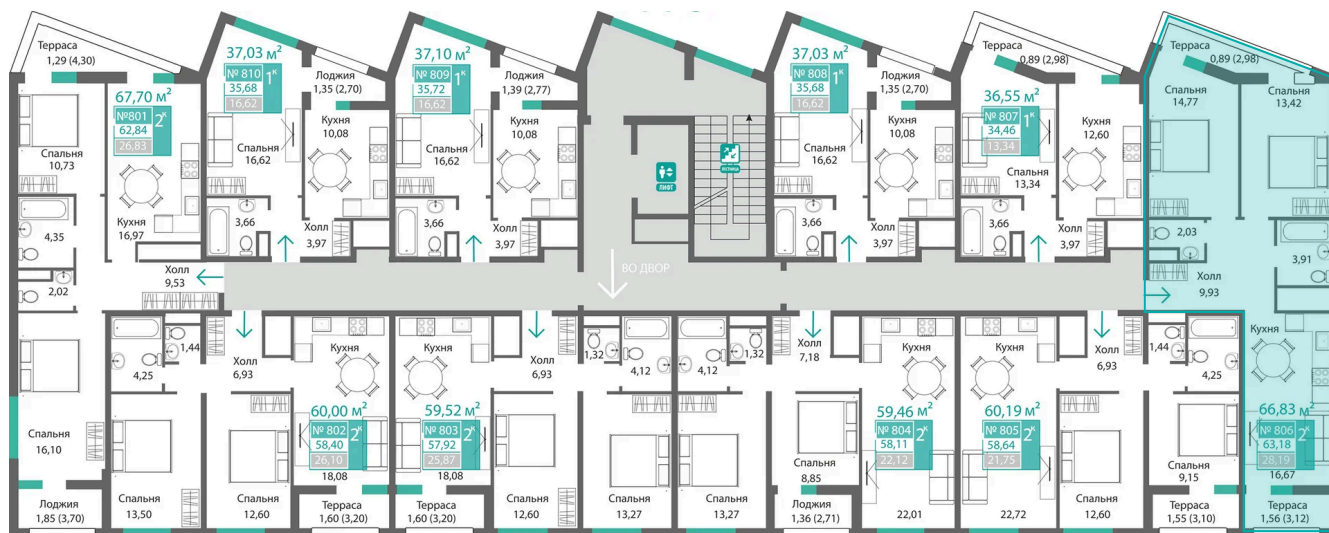 Терраса
1,29 (4,30)
67,70 м²
№801
62,84
26,83
2К
Спальня
10,73
Кухня
16,97
4,35
2,02
Холл
9,53
Спальня
16,10
Лоджия
1,85 (3,70)
37,03 м²
№ 810
35,68
16,62
1К
Лоджия
1,35 (2,70)
Кухня
10,08
Спальня
16,62
3,66
Холл
3,97
37,10 м²
№ 809
35,72
16,62
1К
Лоджия
1,39 (2,77)
Кухня
10,08
Спальня
16,62
3,66
Холл
3,97
ЛИФТ
ЛЕСТНИЦА
ВО ДВОР
37,03 м²
№ 808
35,68
16,62
1К
Лоджия
1,35 (2,70)
Кухня
10,08
Спальня
16,62
3,66
Холл
3,97
Терраса
0,89 (2,98)
36,55 м²
№ 807
34,46
13,34
1К
Кухня
12,60
Спальня
13,34
3,66
Холл
3,97
Терраса
0,89 (2,98)
Спальня
14,77
Спальня
13,42
2,03
3,91
Холл
9,93
Кухня
66,83 м²
№ 806
63,18
28,19
2К
16,67
Терраса
1,56 (3,12)
1,44
4,25
Холл
6,93
Кухня
60,00 м²
№ 802
58,40
26,10
2К
18,08
Спальня
13,50
Спальня
12,60
Терраса
1,60 (3,20)
Кухня
59,52 м²
№ 803
57,92
25,87
2К
18,08
Терраса
1,60 (3,20)
Холл
6,93
1,32
4,12
Спальня
12,60
Спальня
13,27
4,12
1,32
Холл
7,18
Кухня
59,46 м²
№ 804
58,11
22,12
2К
Спальня
13,27
Спальня
8,85
Лоджия
1,36 (2,71)
22,01
Кухня
60,19 м²
№ 805
58,64
21,75
2К
22,72
Холл
6,93
1,44
4,25
Спальня
12,60
Спальня
9,15
Терраса
1,55 (3,10)